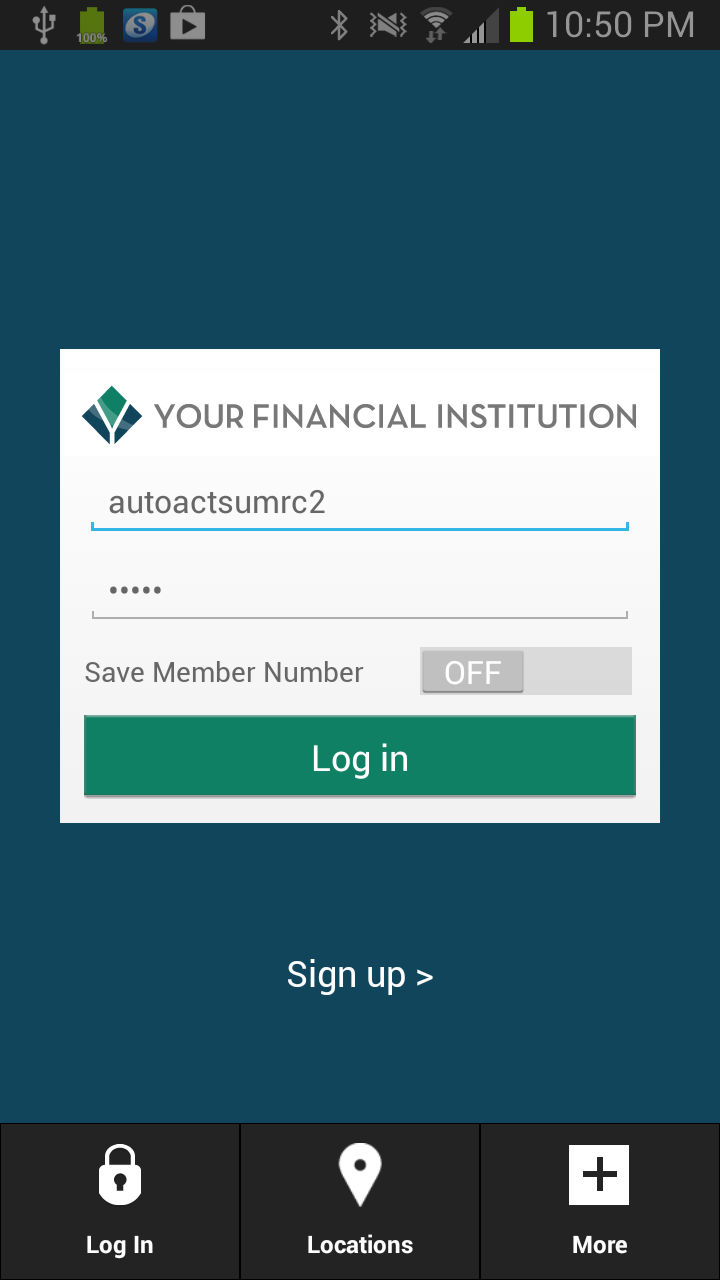 100%
S
10:50 PM
YOUR FINANCIAL INSTITUTION
autoactsumrc2
•••••
Save Member Number
OFF
Log in
Sign up >
Log In
Locations
More